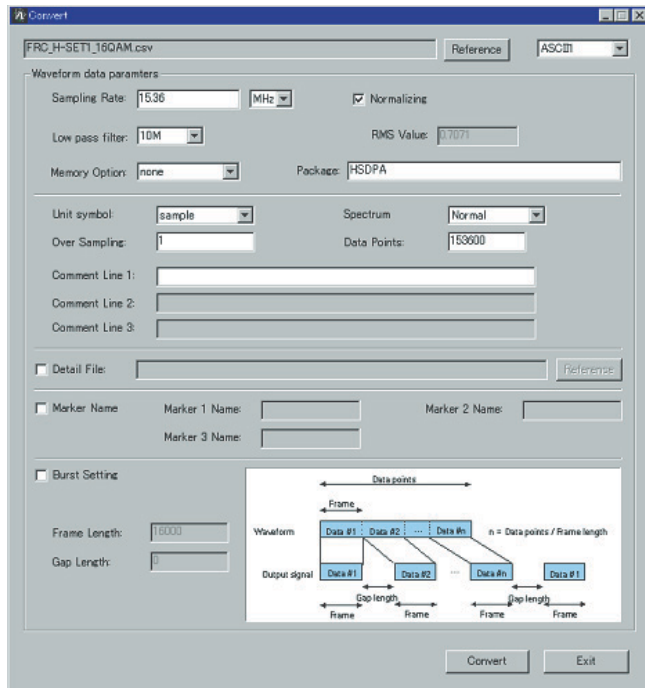 Convert
FRC_H-SET1_16QAM.csv Reference ASCII1
Waveform data paramters
Sampling Rate: 15.36 MHz Normalizing
Low pass filter: 10M RMS Value: 0.7071
Memory Option: none Package: HSDPA
Unit symbol: sample Spectrum Normal
Over Sampling: 1 Data Points: 153600
Comment Line 1:
Comment Line 2:
Comment Line 3:
Detail File: Reference
Marker Name Marker 1 Name: Marker 2 Name:
Marker 3 Name:
Burst Setting
Frame Length: 16000
Gap Length: 0
Data points
Frame
Waveform Data #1 Data #2 ... Data #n n = Data points / Frame length
Output signal Data #1 Data #2 ... Data #n Data #1
Gap length Gap length
Frame Frame Frame Frame
Convert Exit